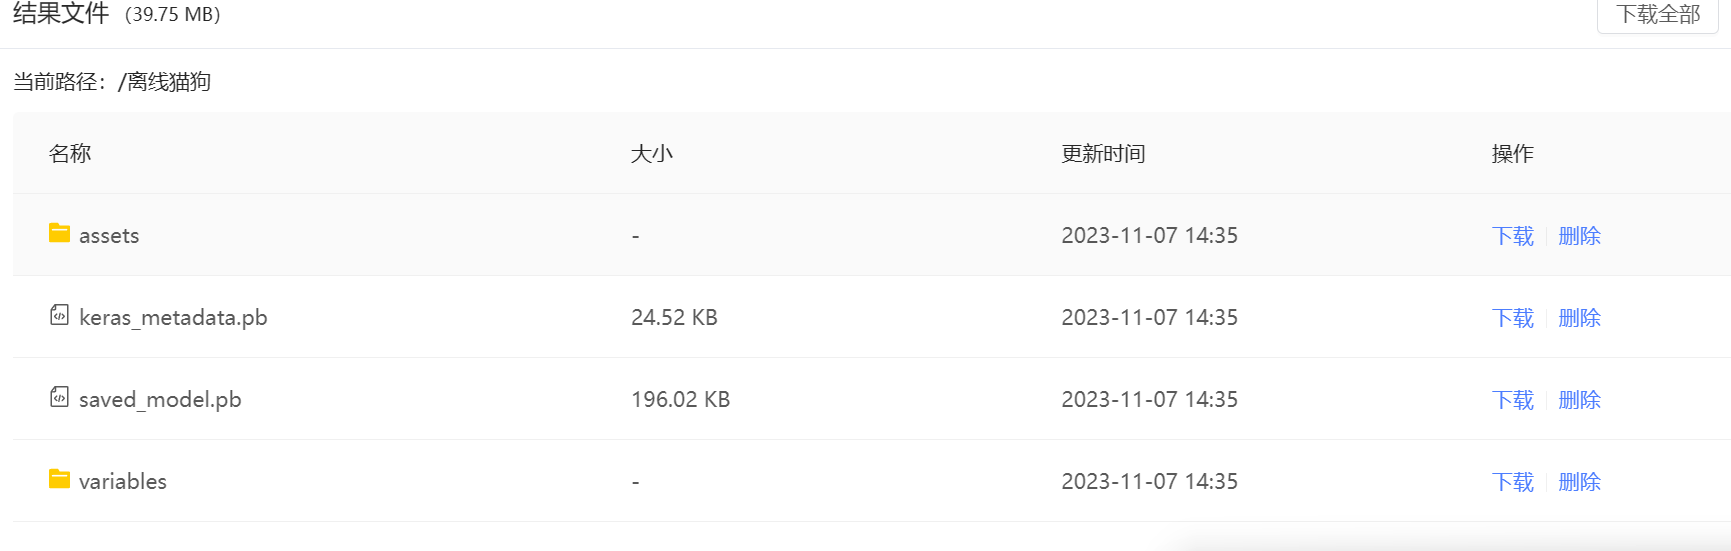 结果文件 (39.75 MB)
下载全部
当前路径：/离线猫狗
名称 大小 更新时间 操作
assets - 2023-11-07 14:35 下载 删除
keras_metadata.pb 24.52 KB 2023-11-07 14:35 下载 删除
saved_model.pb 196.02 KB 2023-11-07 14:35 下载 删除
variables - 2023-11-07 14:35 下载 删除